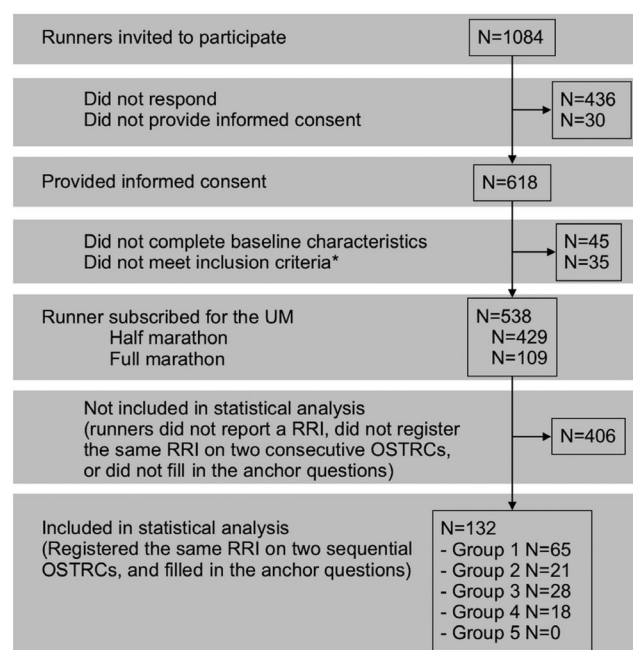 Runners invited to participate
N=1084
Did not respond
N=436
Did not provide informed consent
N=30
Provided informed consent
N=618
Did not complete baseline characteristics
N=45
Did not meet inclusion criteria*
N=35
Runner subscribed for the UM
N=538
Half marathon
N=429
Full marathon
N=109
Not included in statistical analysis
(runners did not report a RRI, did not register
the same RRI on two consecutive OSTRCs,
or did not fill in the anchor questions)
N=406
Included in statistical analysis
(Registered the same RRI on two sequential
OSTRCs, and filled in the anchor questions)
N=132
- Group 1 N=65
- Group 2 N=21
- Group 3 N=28
- Group 4 N=18
- Group 5 N=0